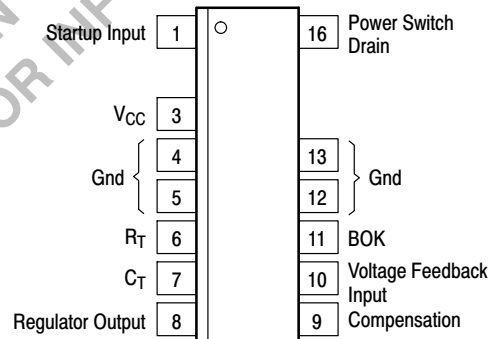 Startup Input 1 16 Power Switch
Drain
VCC 3
4 13
Gnd Gnd
5 12
RT 6 11 BOK
CT 7 10 Voltage Feedback
Input
Regulator Output 8 9 Compensation
OR